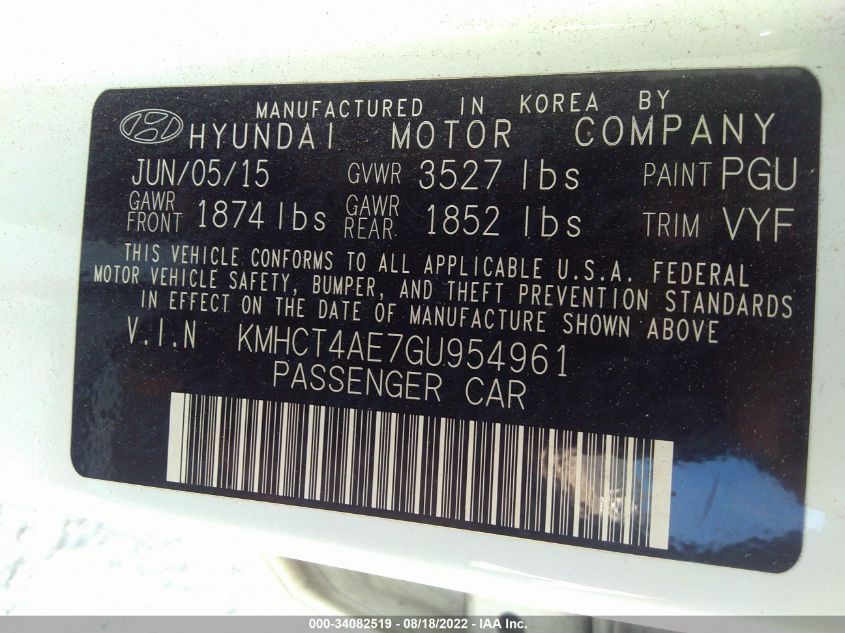 MANUFACTURED IN KOREA BY
HYUNDAI MOTOR COMPANY
JUN/05/15 GVWR 3527 lbs PAINT PGU
GAWR FRONT 1874 lbs GAWR REAR. 1852 lbs TRIM VYF
THIS VEHICLE CONFORMS TO ALL APPLICABLE U.S.A. FEDERAL
MOTOR VEHICLE SAFETY, BUMPER, AND THEFT PREVENTION STANDARDS
IN EFFECT ON THE DATE OF MANUFACTURE SHOWN ABOVE
V.I.N KMHCT4AE7GU954961
PASSENGER CAR
000-34082519 - 08/18/2022 - Copyright IAA, Inc.